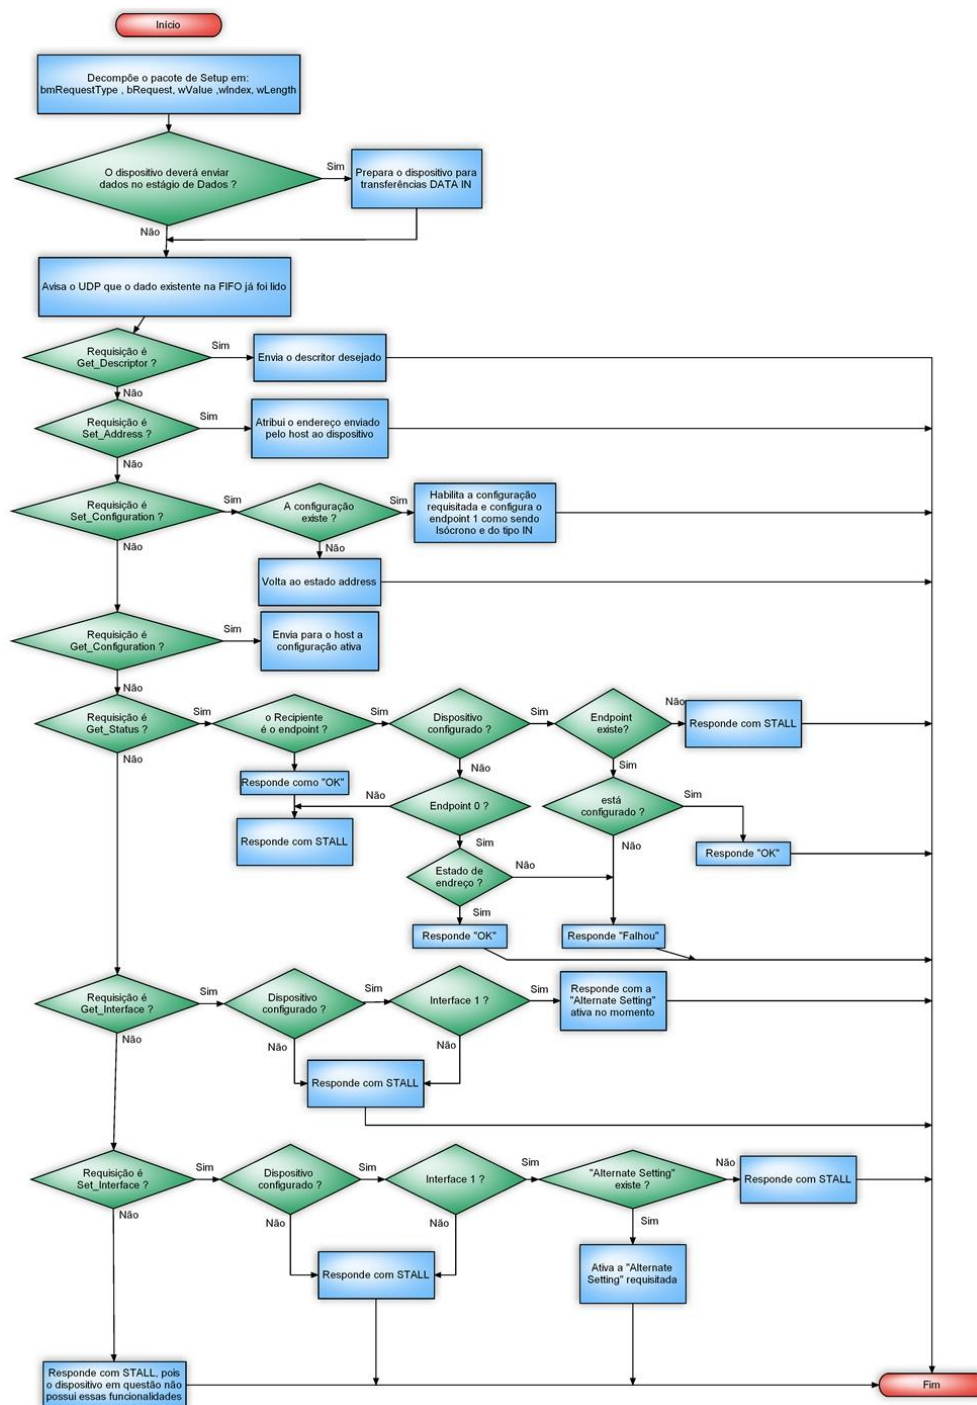 Início
Decompõe o pacote de Setup em:
bmRequestType , bRequest, wValue ,wIndex, wLength
O dispositivo deverá enviar
dados no estágio de Dados ?
Sim
Prepara o dispositivo para
transferências DATA IN
Não
Avisa o UDP que o dado existente na FIFO já foi lido
Requisição é
Get_Descriptor ?
Sim
Envia o descritor desejado
Não
Requisição é
Set_Address ?
Sim
Atribui o endereço enviado
pelo host ao dispositivo
Não
Requisição é
Set_Configuration ?
Sim
A configuração
existe ?
Sim
Habilita a configuração
requisitada e configura o
endpoint 1 como sendo
Isócrono e do tipo IN
Não
Não
Volta ao estado address
Requisição é
Get_Configuration ?
Sim
Envia para o host a
configuração ativa
Não
Requisição é
Get_Status ?
Sim
o Recipiente
é o endpoint ?
Sim
Dispositivo
configurado ?
Sim
Endpoint
existe?
Não
Responde com STALL
Não
Não
Sim
Responde como "OK"
Não
Endpoint 0 ?
está
configurado ?
Sim
Responde com STALL
Sim
Não
Responde "OK"
Estado de
endreço ?
Não
Sim
Responde "OK"
Responde "Falhou"
Requisição é
Get_Interface ?
Sim
Dispositivo
configurado ?
Sim
Interface 1 ?
Sim
Responde com a
"Alternate Setting"
ativa no momento
Não
Não
Não
Responde com STALL
Requisição é
Set_Interface ?
Sim
Dispositivo
configurado ?
Sim
Interface 1 ?
Sim
"Alternate Setting"
existe ?
Não
Responde com STALL
Não
Não
Não
Sim
Responde com STALL
Ativa a "Alternate
Setting" requisitada
Responde com STALL, pois
o dispositivo em questão não
possui essas funcionalidades
Fim